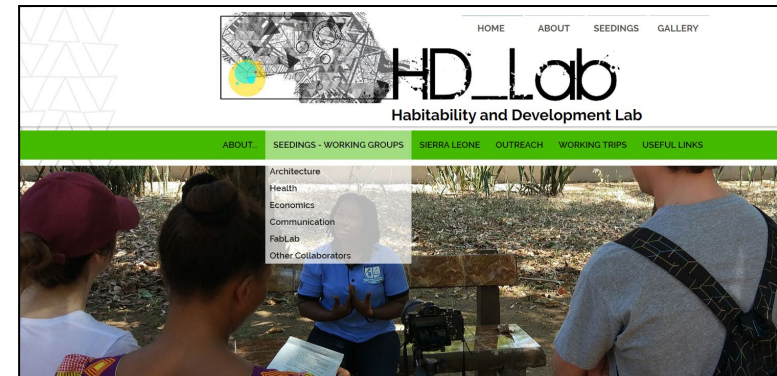 HOME ABOUT SEEDINGS GALLERY
HD_Lab
Habitability and Development Lab
ABOUT... SEEDINGS - WORKING GROUPS SIERRA LEONE OUTREACH WORKING TRIPS USEFUL LINKS
Architecture
Health
Economics
Communication
FabLab
Other Collaborators